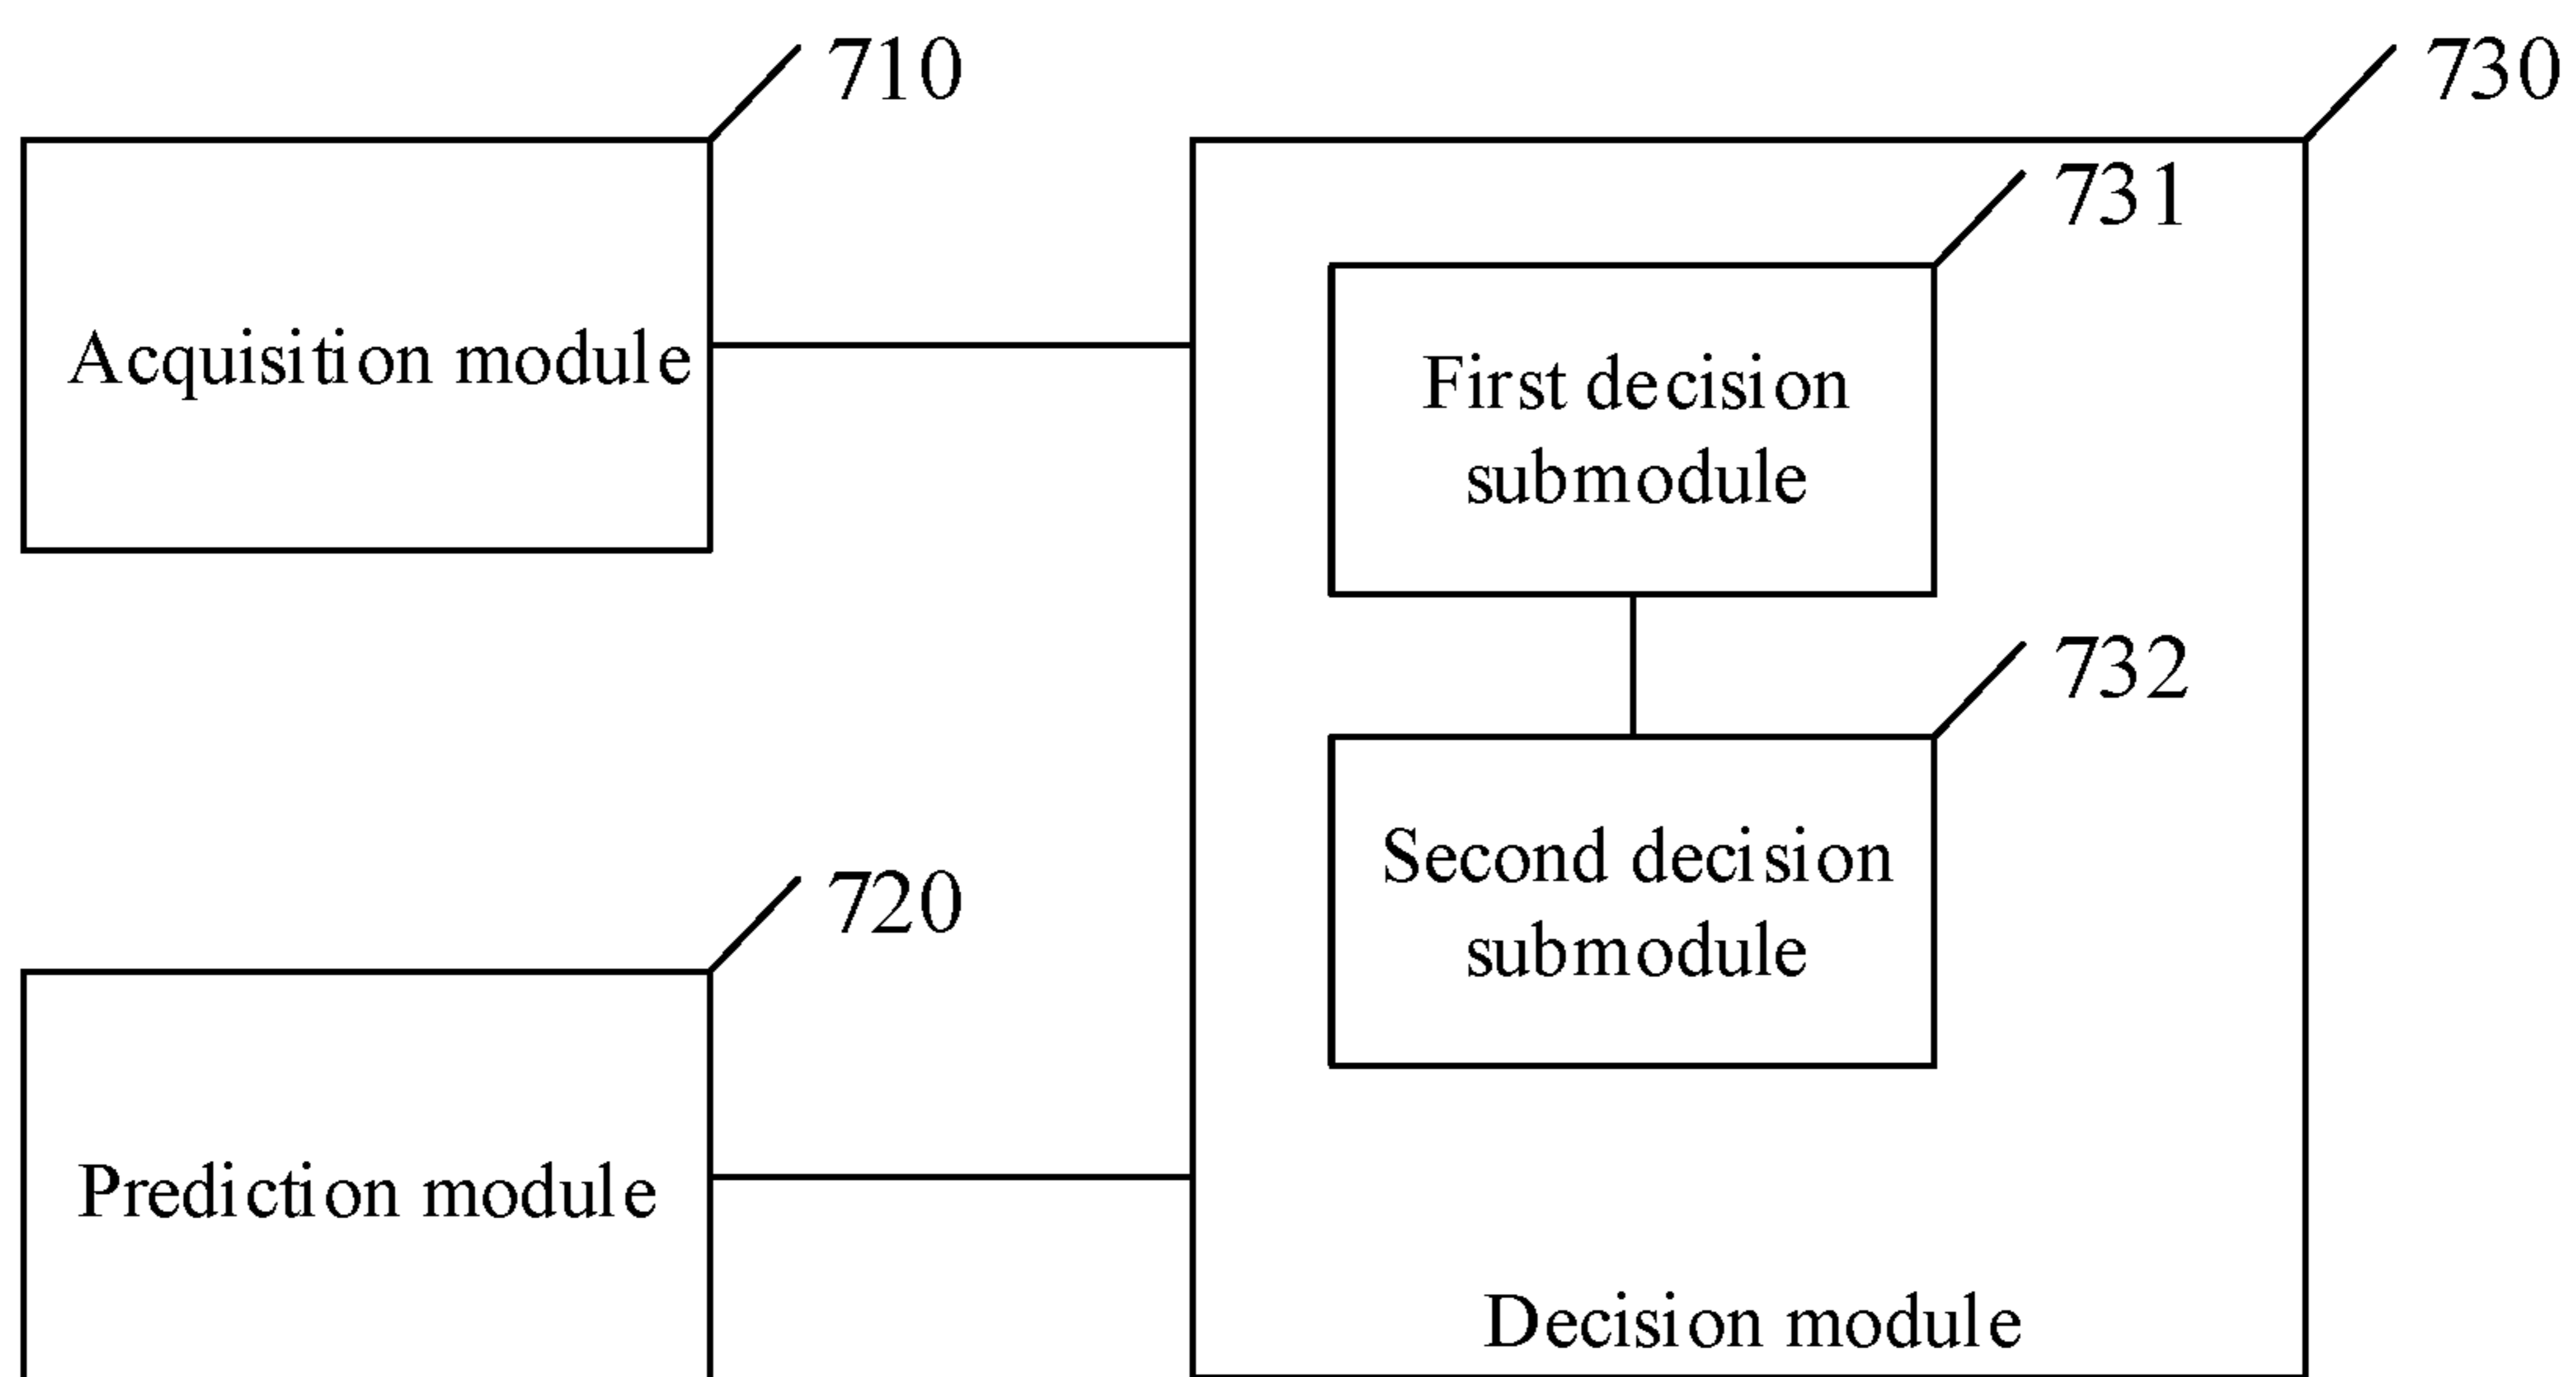 710
730
731
Acquisition module
First decision
submodule
732
720
Second decision
submodule
Prediction module
Decision module